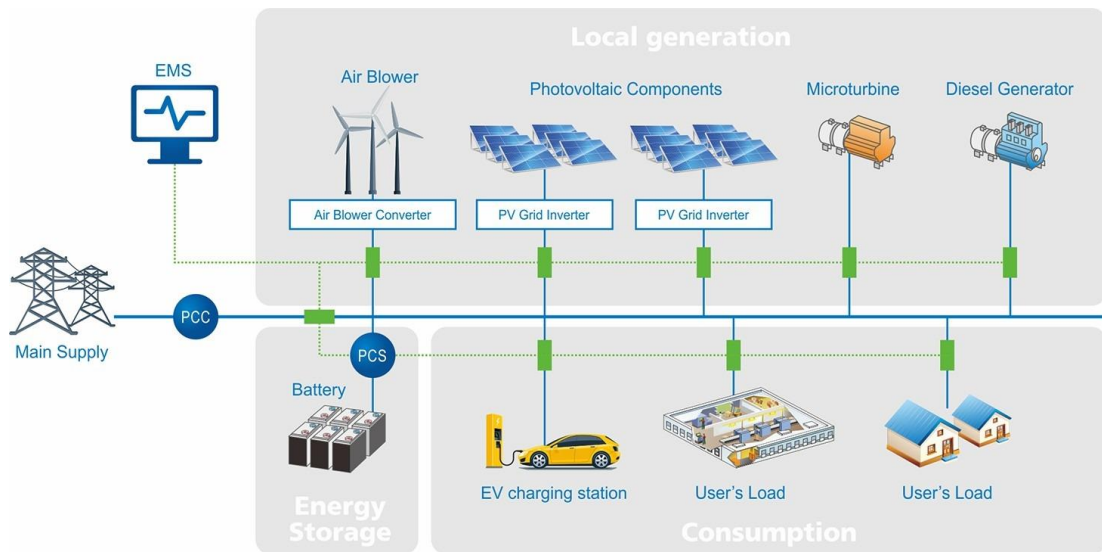 Local generation
EMS
Air Blower
Photovoltaic Components
Microturbine
Diesel Generator
Air Blower Converter
PV Grid Inverter
PV Grid Inverter
PCC
Main Supply
PCS
Battery
EV charging station
User's Load
User's Load
Energy
Storage
Consumption